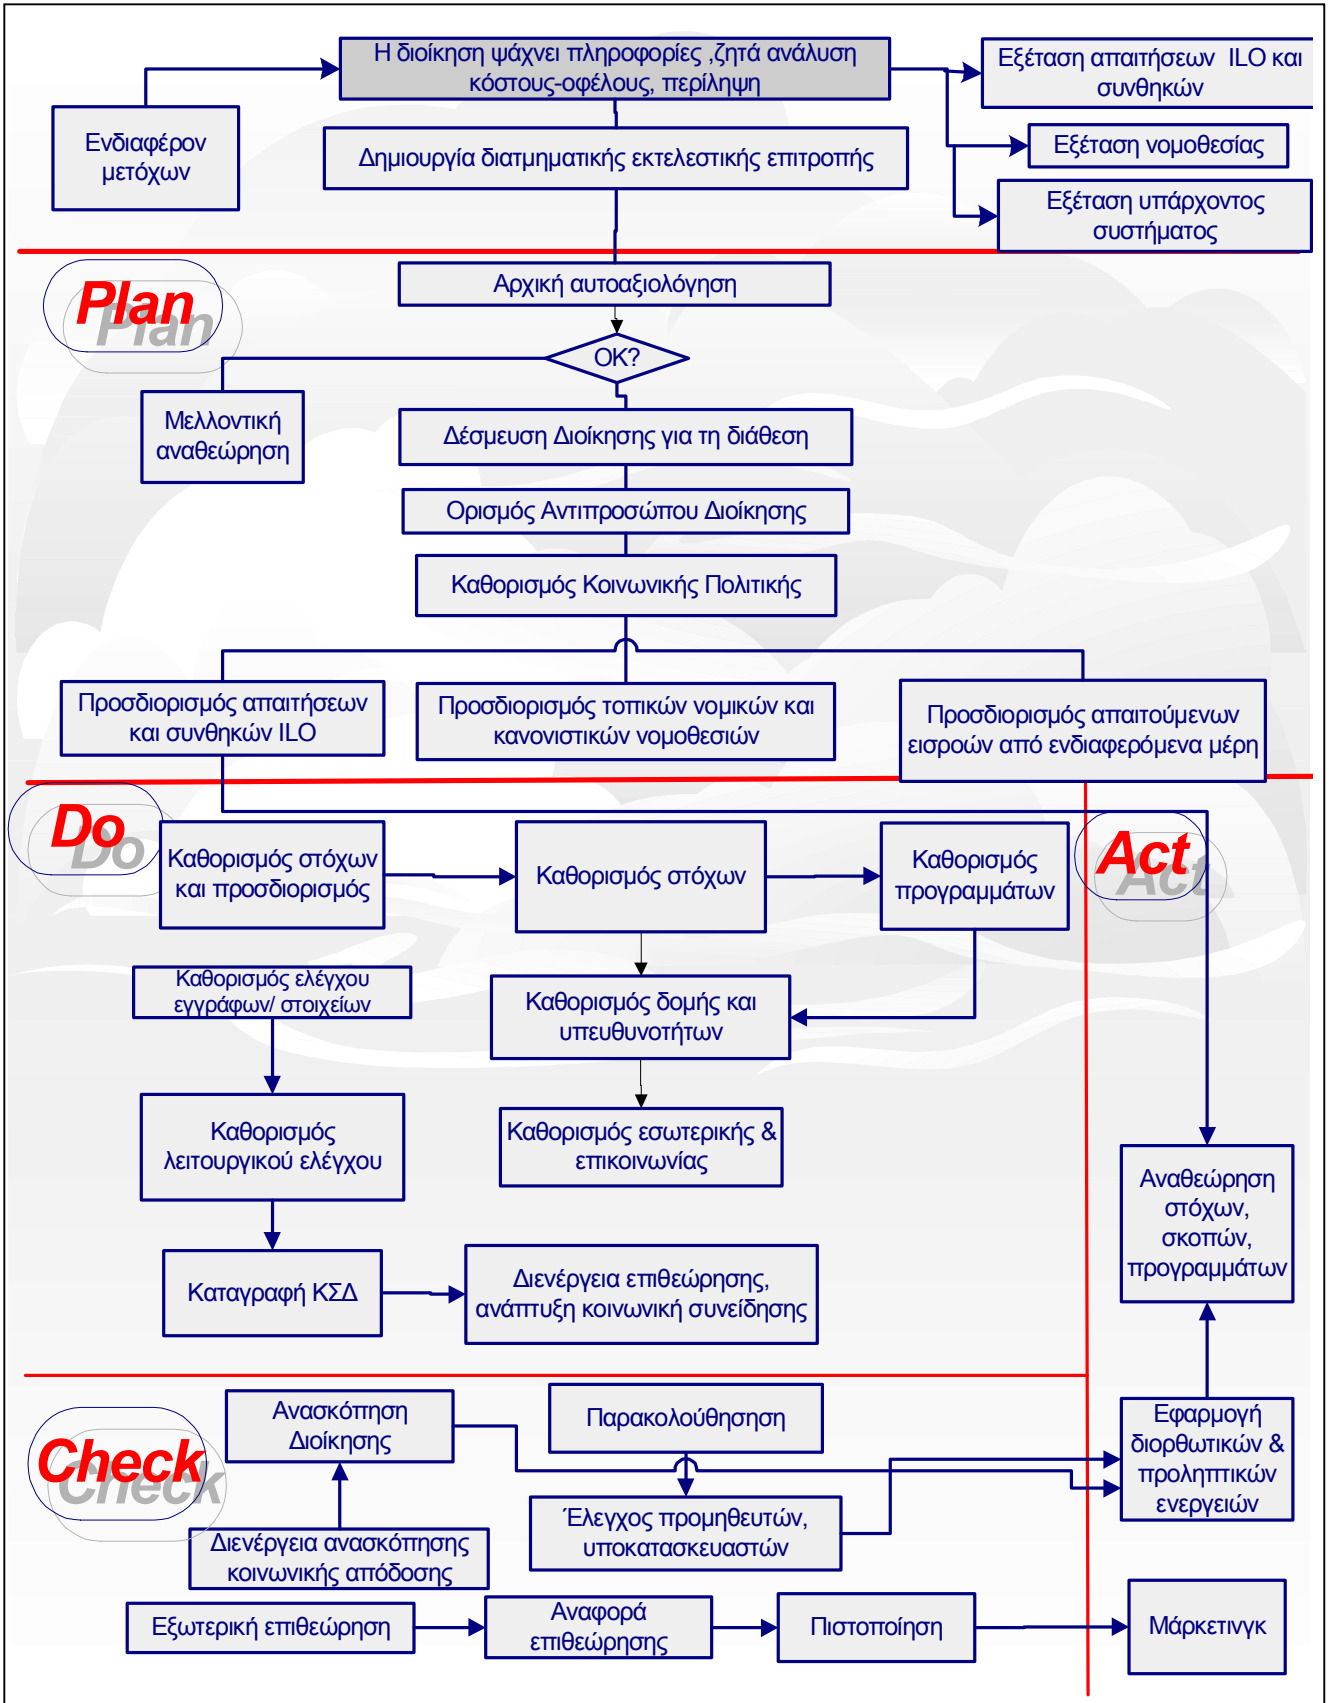 Η διοίκηση ψάχνει πληροφορίες ,ζητά ανάλυση
κόστους-οφέλους, περίληψη
Εξέταση απαιτήσεων ILO και
συνθηκών
Ενδιαφέρον
μετόχων
Δημιουργία διατμηματικής εκτελεστικής επιτροπής
Εξέταση νομοθεσίας
Εξέταση υπάρχοντος
συστήματος
Αρχική αυτοαξιολόγηση
Plan
OK?
Μελλοντική
αναθεώρηση
Δέσμευση Διοίκησης για τη διάθεση
Ορισμός Αντιπροσώπου Διοίκησης
Καθορισμός Κοινωνικής Πολιτικής
Προσδιορισμός απαιτήσεων
και συνθηκών ILO
Προσδιορισμός τοπικών νομικών και
κανονιστικών νομοθεσιών
Προσδιορισμός απαιτούμενων
εισροών από ενδιαφερόμενα μέρη
Do
Καθορισμός στόχων
και προσδιορισμός
Καθορισμός στόχων
Καθορισμός
προγραμμάτων
Act
Καθορισμός ελέγχου
εγγράφων/ στοιχείων
Καθορισμός δομής και
υπευθυνοτήτων
Καθορισμός
λειτουργικού ελέγχου
Καθορισμός εσωτερικής &
επικοινωνίας
Αναθεώρηση
στόχων,
σκοπών,
προγραμμάτων
Καταγραφή ΚΣΔ
Διενέργεια επιθεώρησης,
ανάπτυξη κοινωνική συνείδησης
Check
Ανασκόπηση
Διοίκησης
Παρακολούθησηση
Εφαρμογή
διορθωτικών &
προληπτικών
ενεργειών
Διενέργεια ανασκόπησης
κοινωνικής απόδοσης
Έλεγχος προμηθευτών,
υποκατασκευαστών
Εξωτερική επιθεώρηση
Αναφορά
επιθεώρησης
Πιστοποίηση
Μάρκετινγκ